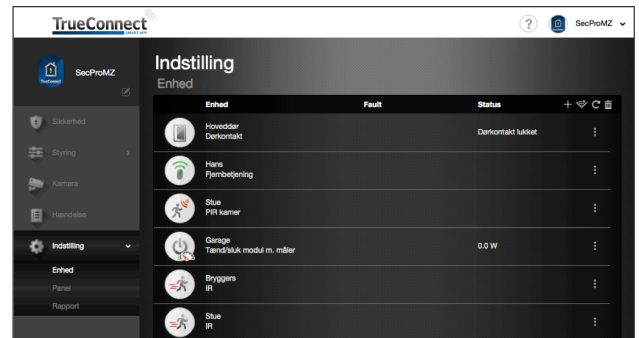 TrueConnect
SMART APP
?
SecProMZ
TrueConnect
SecProMZ
Sikkerhed
Styring
Kamera
Hændelse
Indstilling
Enhed
Panel
Rapport
Indstilling
Enhed
Enhed Fault Status
Hoveddør
Dørkontakt Dørkontakt lukket
Hans
Fjernbetjening
Stue
PIR kamer
Garage
Tænd/sluk modul m. måler 0.0 W
Bryggers
IR
Stue
IR